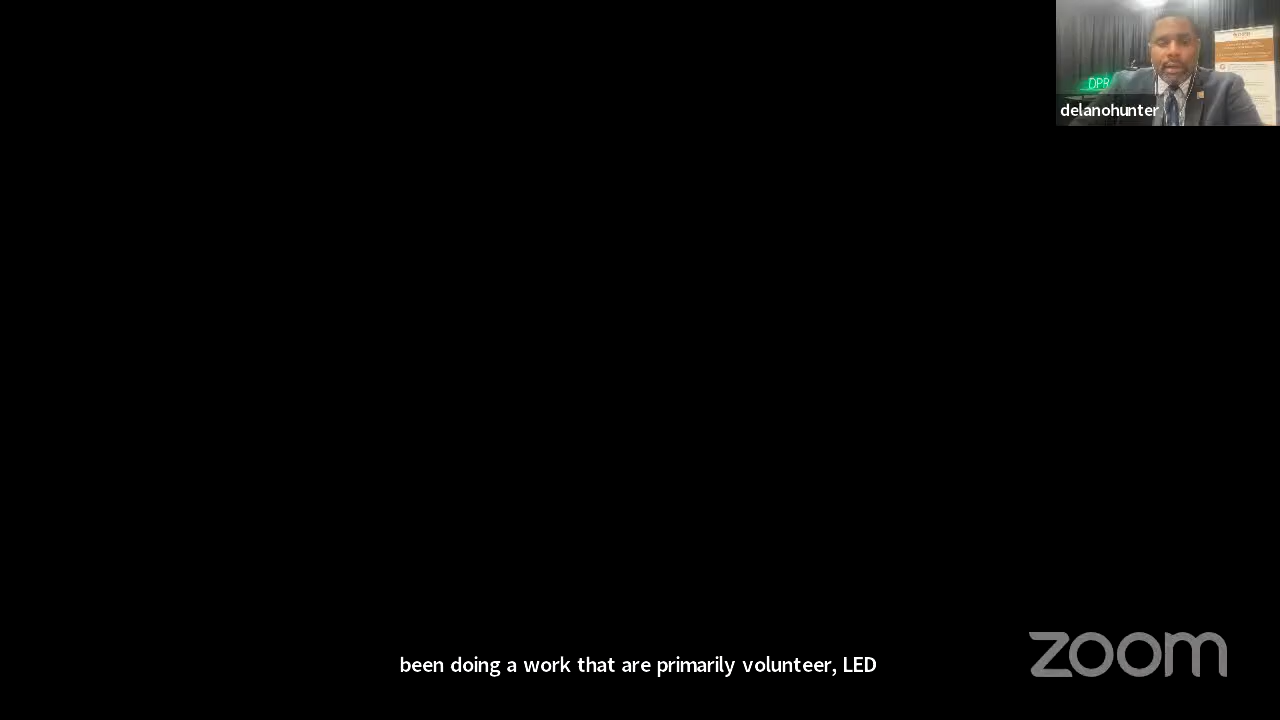 DPR
delanohunter
been doing a work that are primarily volunteer, LED
zoom